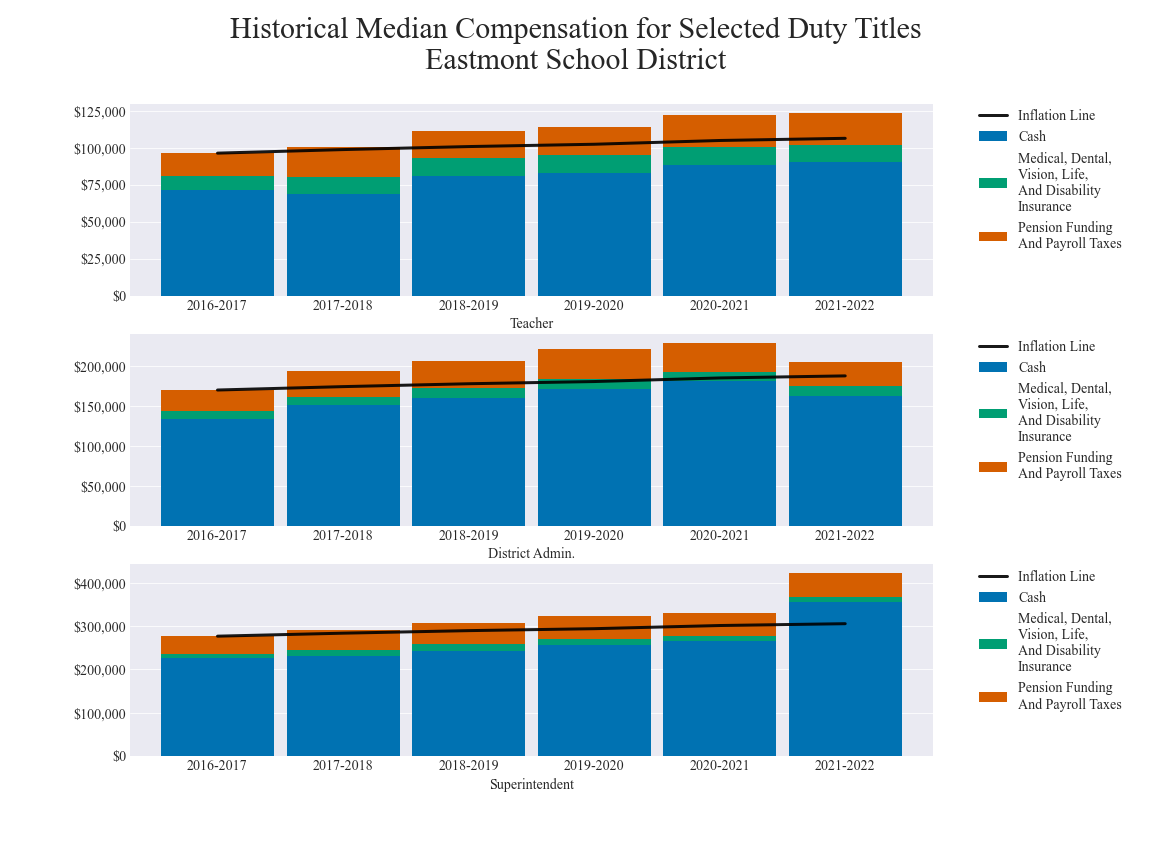 Historical Median Compensation for Selected Duty Titles
Eastmont School District
$125,000
$100,000
$75,000
$50,000
$25,000
$0
2016-2017 2017-2018 2018-2019 2019-2020 2020-2021 2021-2022
Teacher
Inflation Line
Cash
Medical, Dental,
Vision, Life,
And Disability
Insurance
Pension Funding
And Payroll Taxes
$200,000
$150,000
$100,000
$50,000
$0
2016-2017 2017-2018 2018-2019 2019-2020 2020-2021 2021-2022
District Admin.
Inflation Line
Cash
Medical, Dental,
Vision, Life,
And Disability
Insurance
Pension Funding
And Payroll Taxes
$400,000
$300,000
$200,000
$100,000
$0
2016-2017 2017-2018 2018-2019 2019-2020 2020-2021 2021-2022
Superintendent
Inflation Line
Cash
Medical, Dental,
Vision, Life,
And Disability
Insurance
Pension Funding
And Payroll Taxes